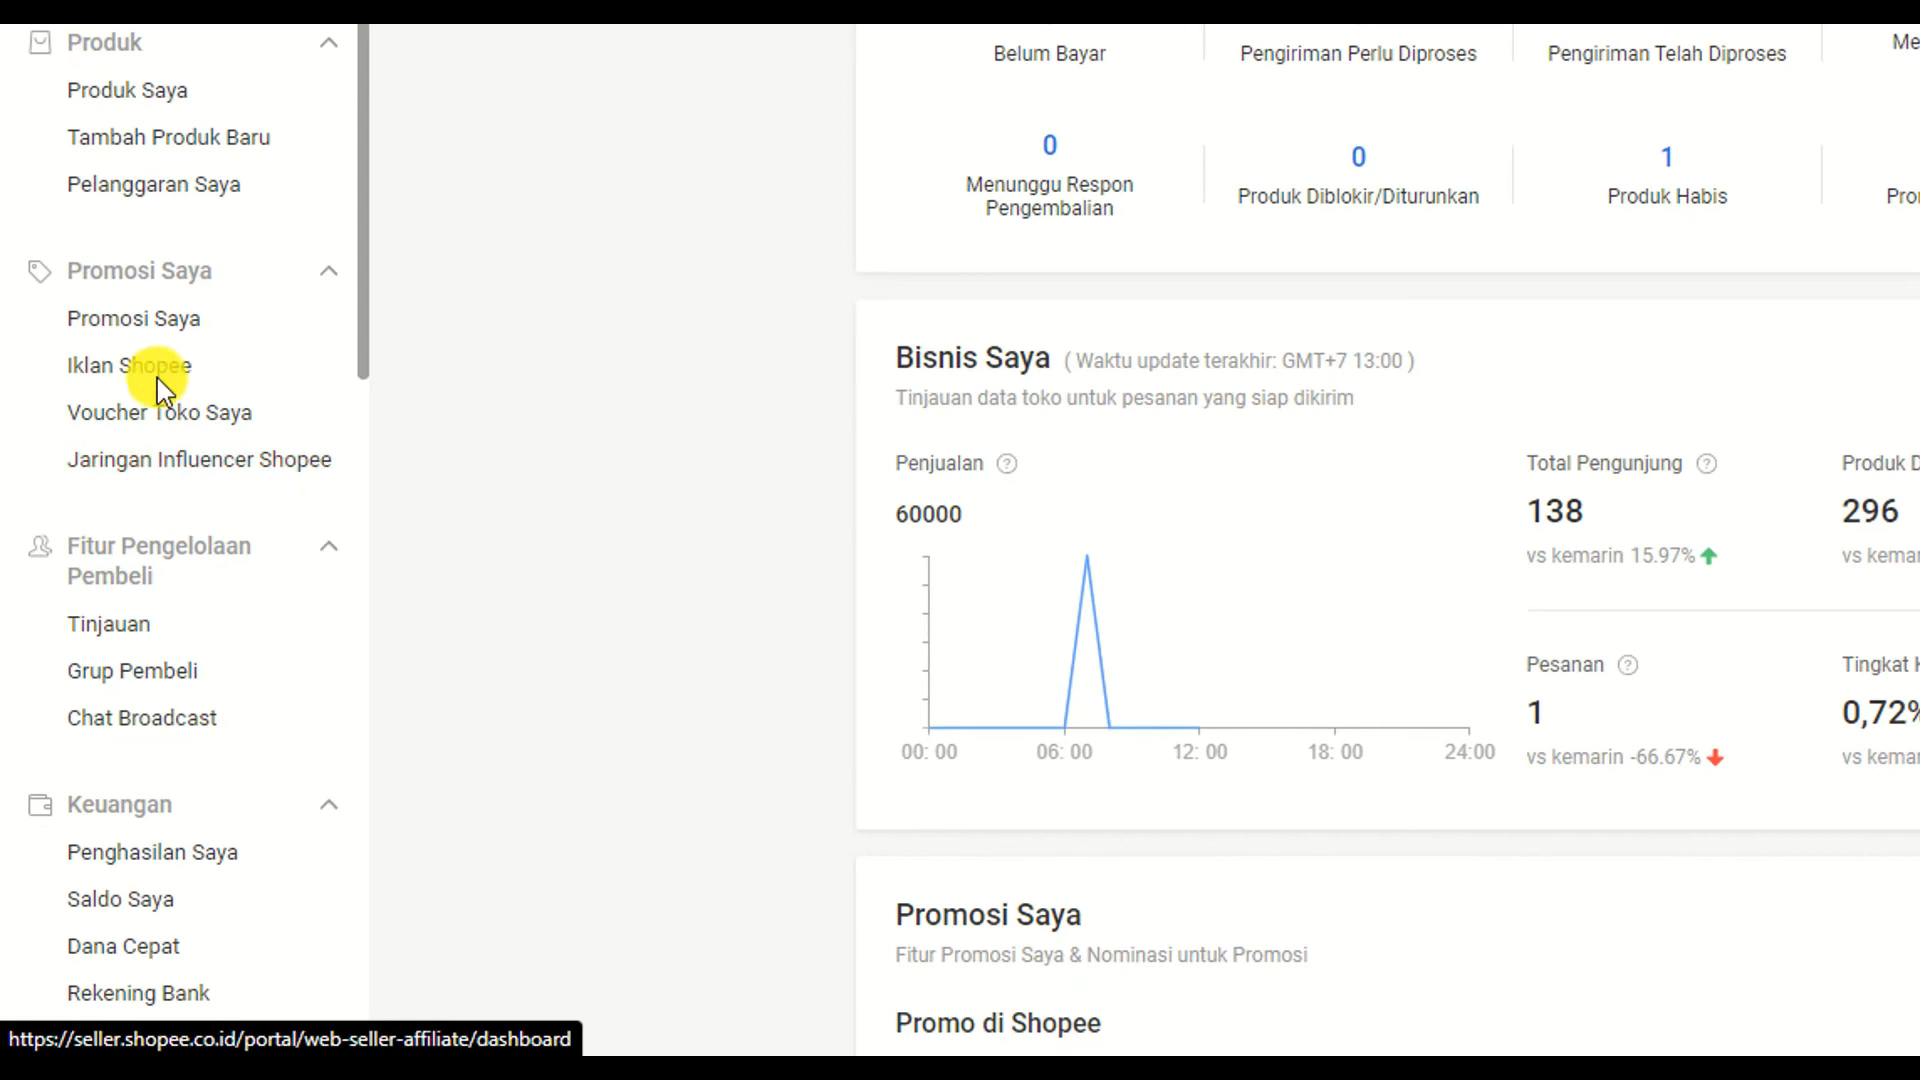 Produk
Produk Saya
Tambah Produk Baru
Pelanggaran Saya
Promosi Saya
Promosi Saya
Iklan Shopee
Voucher Toko Saya
Jaringan Influencer Shopee
Fitur Pengelolaan
Pembeli
Tinjauan
Grup Pembeli
Chat Broadcast
Keuangan
Penghasilan Saya
Saldo Saya
Dana Cepat
Rekening Bank
https://seller.shopee.co.id/portal/web-seller-affiliate/dashboard
Belum Bayar
Pengiriman Perlu Diproses
Pengiriman Telah Diproses
0
Menunggu Respon
Pengembalian
0
Produk Diblokir/Diturunkan
1
Produk Habis
Bisnis Saya ( Waktu update terakhir: GMT+7 13:00 )
Tinjauan data toko untuk pesanan yang siap dikirim
Penjualan ?
60000
00: 00 06: 00 12: 00 18: 00 24:00
Total Pengunjung ?
138
vs kemarin 15.97%
Produk D
296
vs kemar
Pesanan ?
1
vs kemarin -66.67%
Tingkat K
0,72%
vs kemar
Promosi Saya
Fitur Promosi Saya & Nominasi untuk Promosi
Promo di Shopee